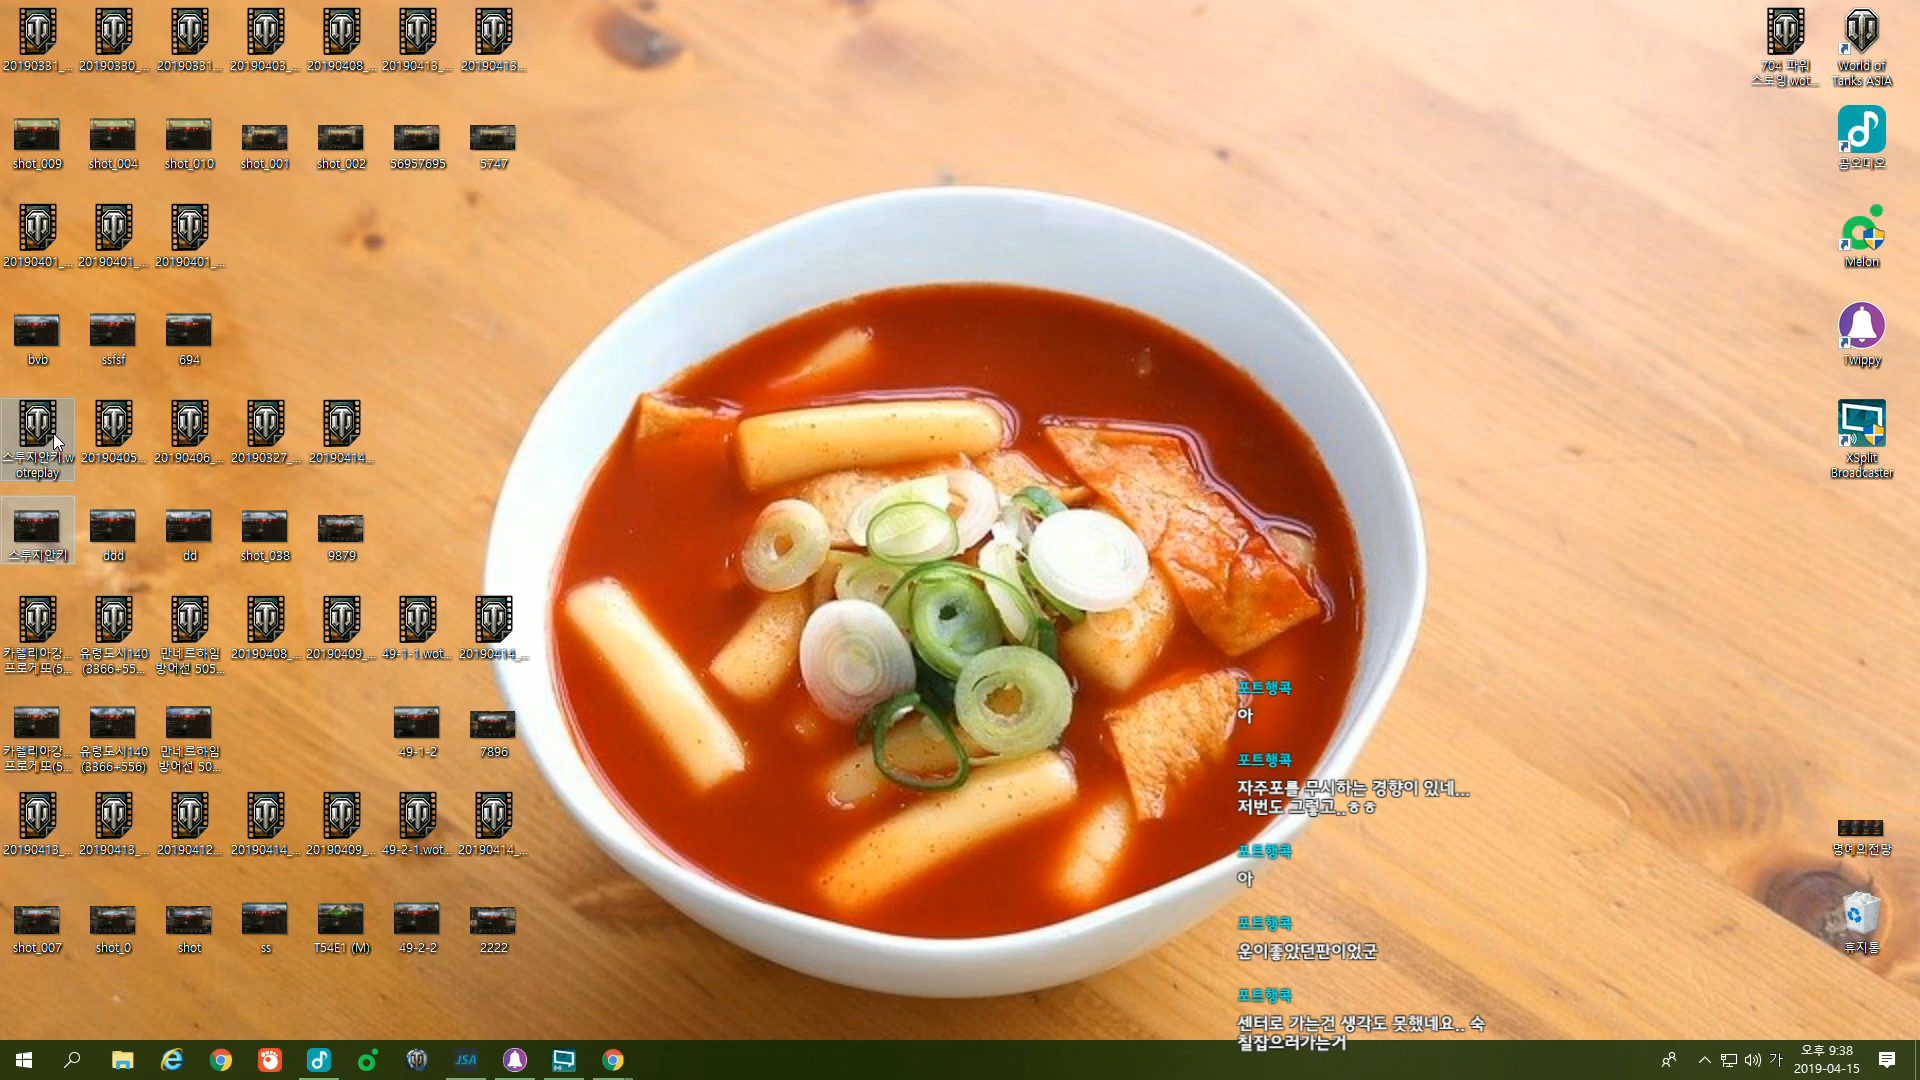 20190331_...
20190330_...
20190331_...
20190403_...
20190408_...
20190413_...
20190413...
704 파워
스로잉.wot...
World of
Tanks ASIA
shot_009
shot_004
shot_010
shot_001
shot_002
56957695
5747
곰오디오
20190401_...
20190401_...
20190401_...
Melon
bvb
ssfsf
694
Twippy
스투지안키.w
otreplay
20190405...
20190406_...
20190327_...
20190414...
XSplit
Broadcaster
스투지안키
ddd
dd
shot_038
9879
카렐리아강...
프로게또(5...
유령도시140
(3366+55...
만네르하임
방어선 505...
20190408_...
20190409_...
49-1-1.wot...
20190414_...
카렐리아강...
프로게또(5...
유령도시140
(3366+556)
만네르하임
방어선 50...
49-1-2
7896
20190413_...
20190413_...
20190412...
20190414_...
20190409_...
49-2-1.wot...
20190414_...
명예의전당
shot_007
shot_0
shot
ss
T54E1 (M)
49-2-2
2222
휴지통
포트행콕
아
포트행콕
자주포를 무시하는 경향이 있네...
저번도 그렇고..ㅎㅎ
포트행콕
아
포트행콕
운이좋았던판이었군
포트행콕
센터로 가는건 생각도 못했네요.. 숙
칠잡으러가는거
JSA
가
오후 9:38
2019-04-15